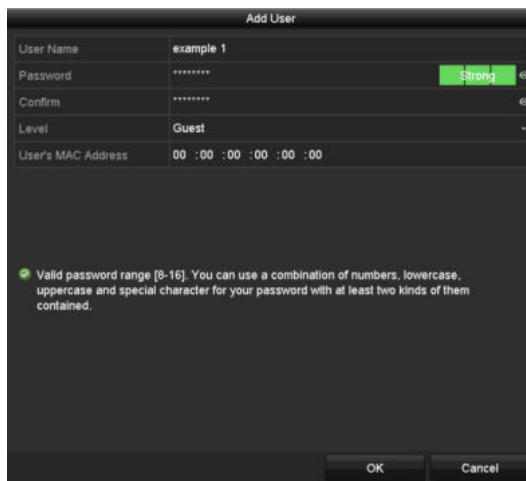 Add User
User Name example 1
Password ******** Strong
Confirm ********
Level Guest
User's MAC Address 00 :00 :00 :00 :00 :00
Valid password range [8-16]. You can use a combination of numbers, lowercase,
uppercase and special character for your password with at least two kinds of them
contained.
OK Cancel